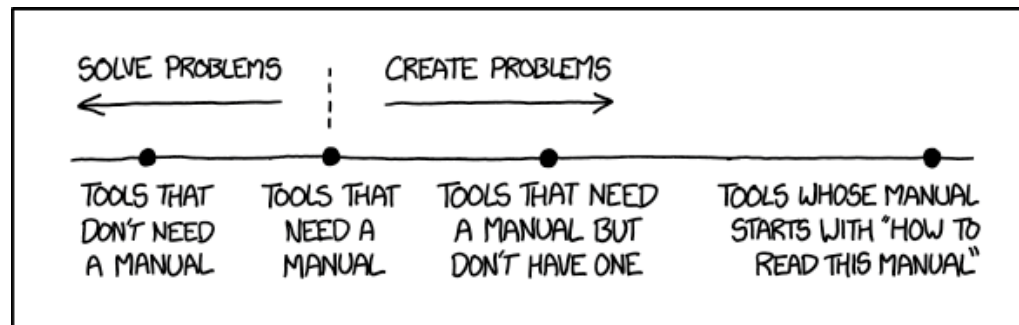 SOLVE PROBLEMS
CREATE PROBLEMS
TOOLS THAT
DON'T NEED
A MANUAL
TOOLS THAT
NEED A
MANUAL
TOOLS THAT NEED
A MANUAL BUT
DON'T HAVE ONE
TOOLS WHOSE MANUAL
STARTS WITH "HOW TO
READ THIS MANUAL"